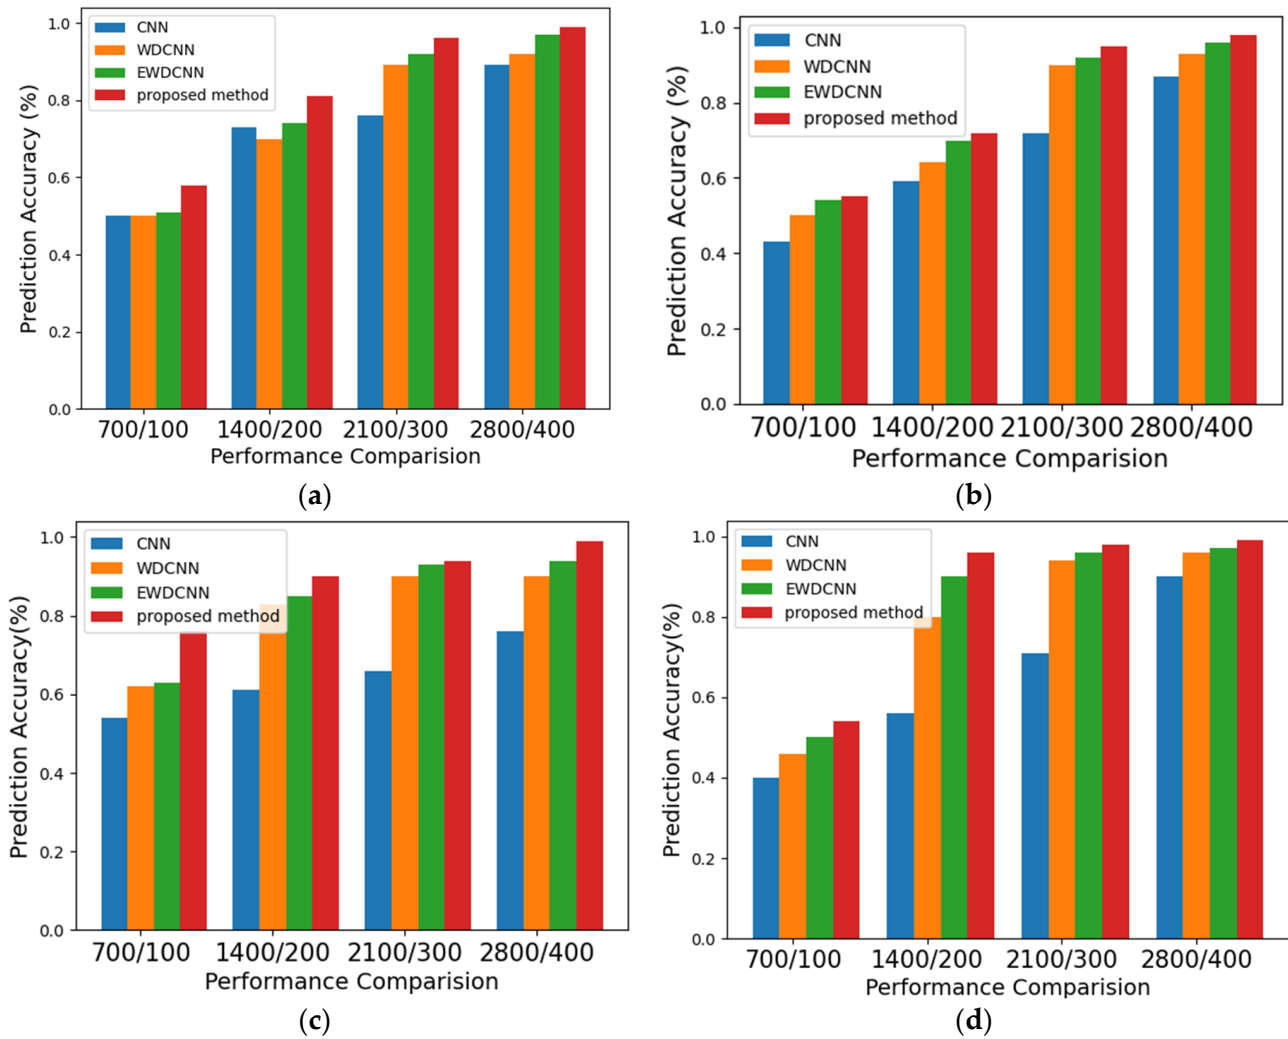 1.0
0.8
0.6
0.4
0.2
0.0
Prediction Accuracy (%)
CNN
WDCNN
EWDCNN
proposed method
700/100 1400/200 2100/300 2800/400
Performance Comparision
(a)
1.0
0.8
0.6
0.4
0.2
0.0
Prediction Accuracy (%)
CNN
WDCNN
EWDCNN
proposed method
700/100 1400/200 2100/300 2800/400
Performance Comparision
(b)
1.0
0.8
0.6
0.4
0.2
0.0
Prediction Accuracy(%)
CNN
WDCNN
EWDCNN
proposed method
700/100 1400/200 2100/300 2800/400
Performance Comparision
(c)
1.0
0.8
0.6
0.4
0.2
0.0
Prediction Accuracy(%)
CNN
WDCNN
EWDCNN
proposed method
700/100 1400/200 2100/300 2800/400
Performance Comparision
(d)